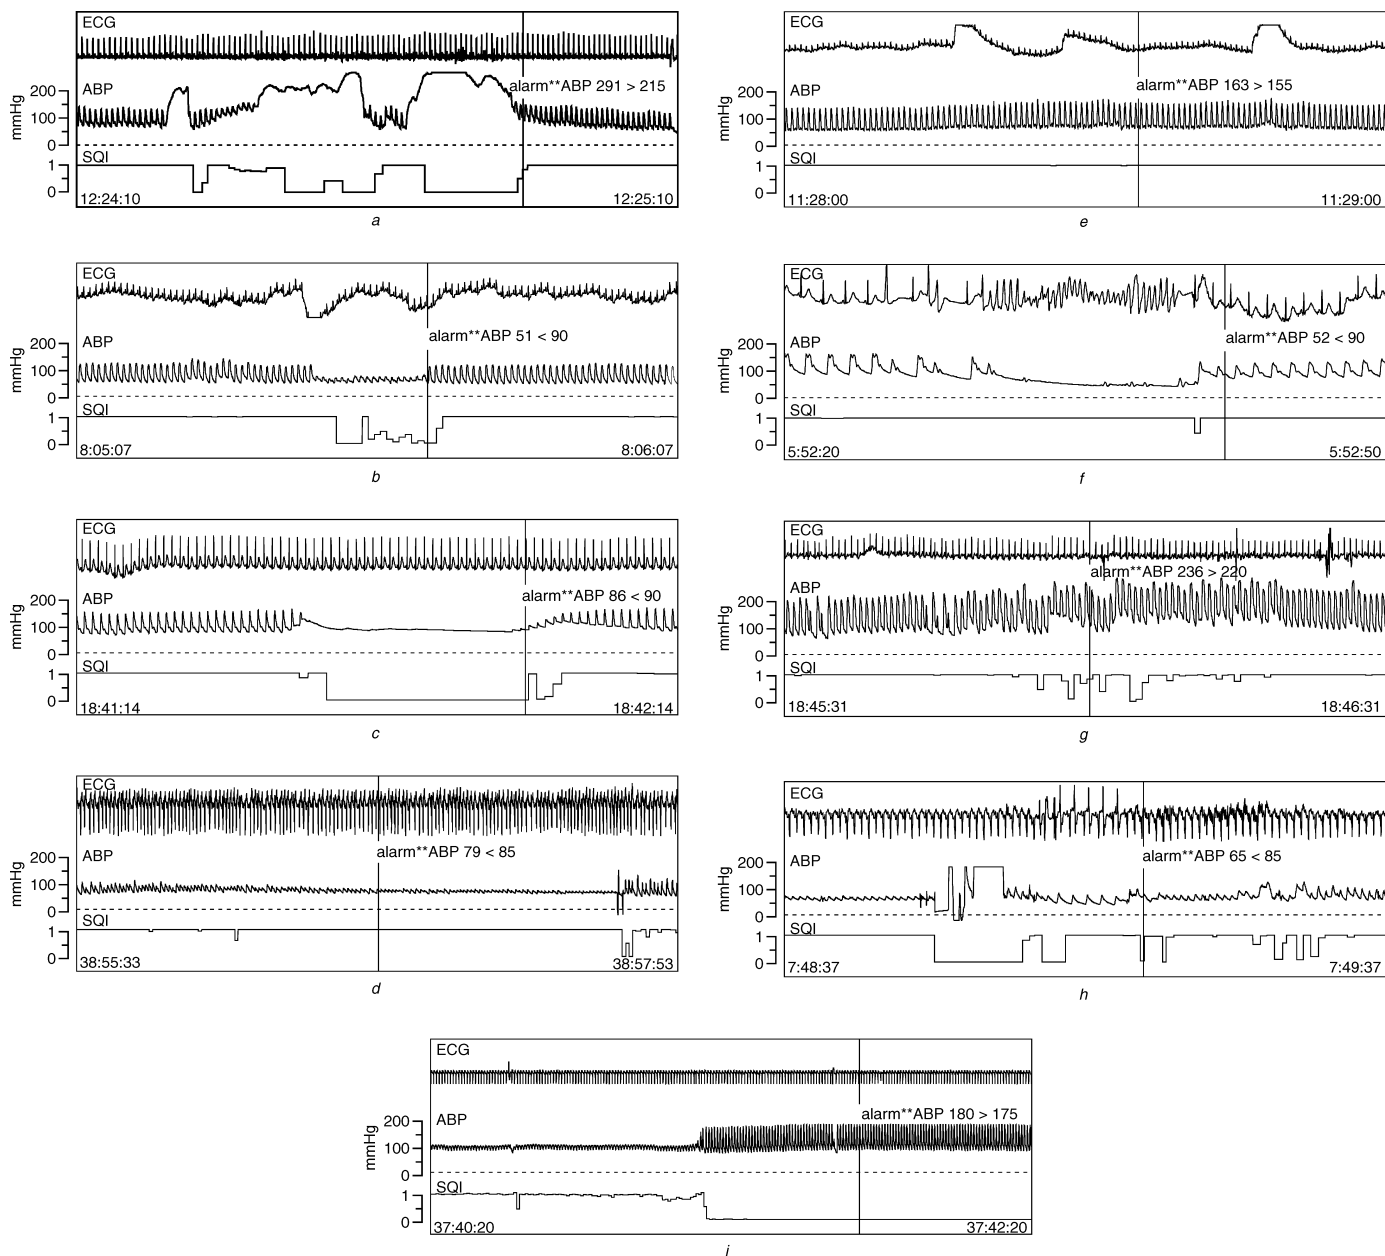 ECG
ABP
alarm**ABP 291 > 215
mmHg
200
100
0
SQI
1
0
12:24:10 12:25:10
a
ECG
ABP
alarm**ABP 163 > 155
mmHg
200
100
0
SQI
1
0
11:28:00 11:29:00
e
ECG
ABP
alarm**ABP 51 < 90
mmHg
200
100
0
SQI
1
0
8:05:07 8:06:07
b
ECG
ABP
alarm**ABP 52 < 90
mmHg
200
100
0
SQI
1
0
5:52:20 5:52:50
f
ECG
ABP
alarm**ABP 86 < 90
mmHg
200
100
0
SQI
1
0
18:41:14 18:42:14
c
ECG
alarm**ABP 236 > 220
ABP
mmHg
200
100
0
SQI
1
0
18:45:31 18:46:31
g
ECG
ABP
alarm**ABP 79 < 85
mmHg
200
100
0
SQI
1
0
38:55:33 38:57:53
d
ECG
ABP
alarm**ABP 65 < 85
mmHg
200
100
0
SQI
1
0
7:48:37 7:49:37
h
ECG
ABP
alarm**ABP 180 > 175
mmHg
200
100
0
SQI
1
0
37:40:20 37:42:20
i